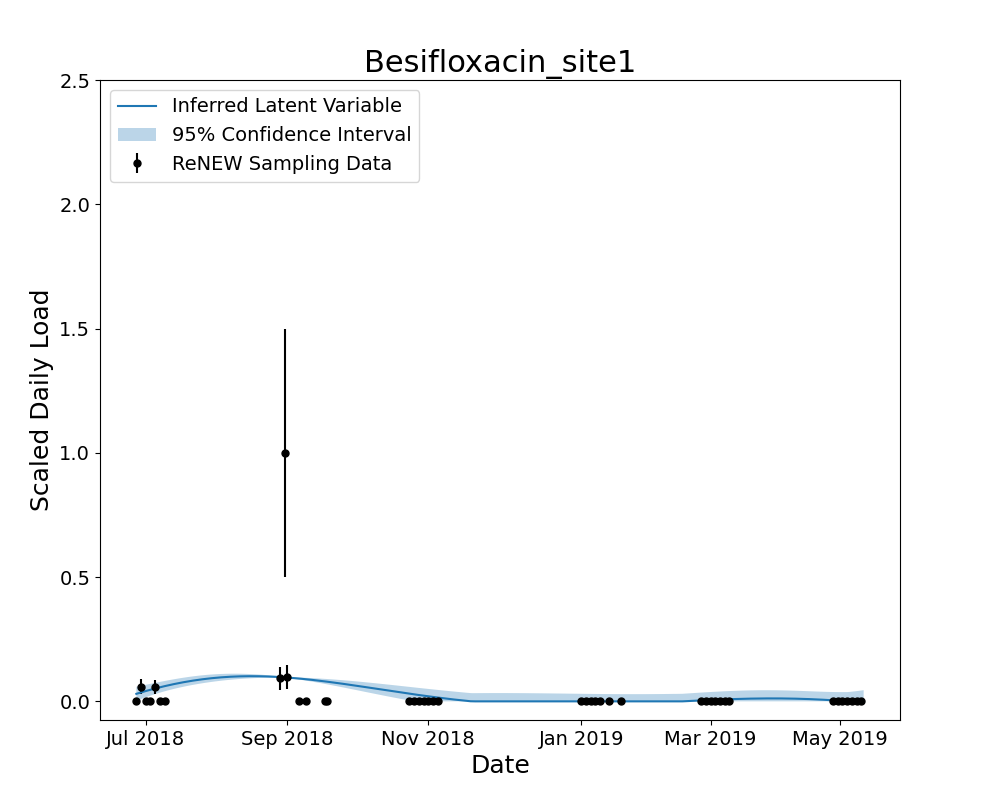 Besifloxacin_site1
2.5
2.0
1.5
1.0
0.5
0.0
Scaled Daily Load
Inferred Latent Variable
95% Confidence Interval
ReNEW Sampling Data
Jul 2018
Sep 2018
Nov 2018
Jan 2019
Mar 2019
May 2019
Date